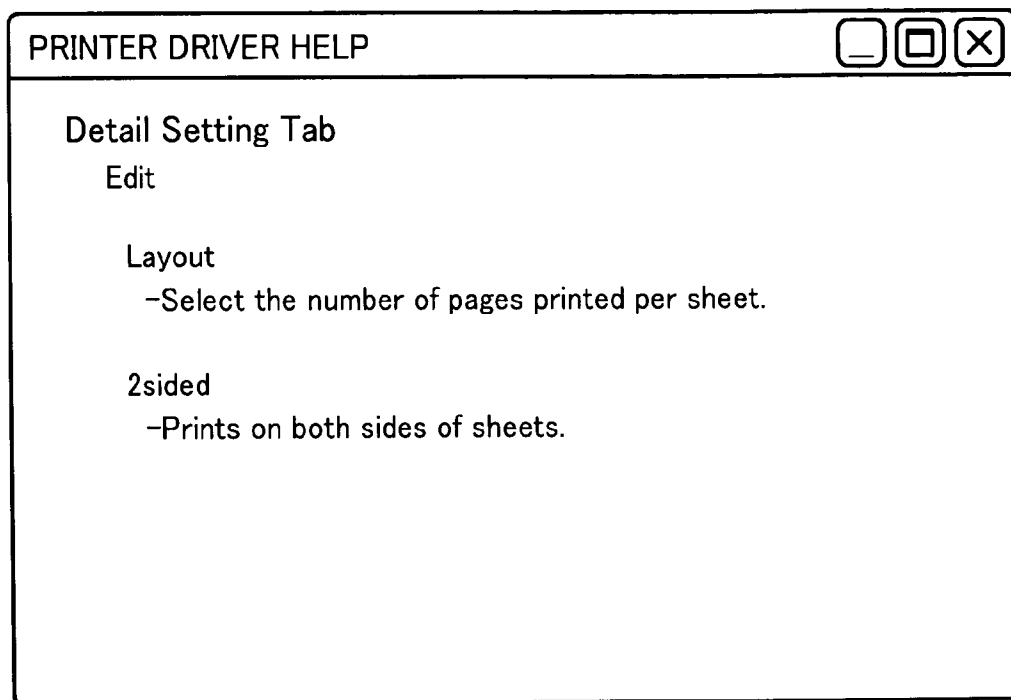 PRINTER DRIVER HELP
Detail Setting Tab
Edit
Layout
-Select the number of pages printed per sheet.
2sided
-Prints on both sides of sheets.